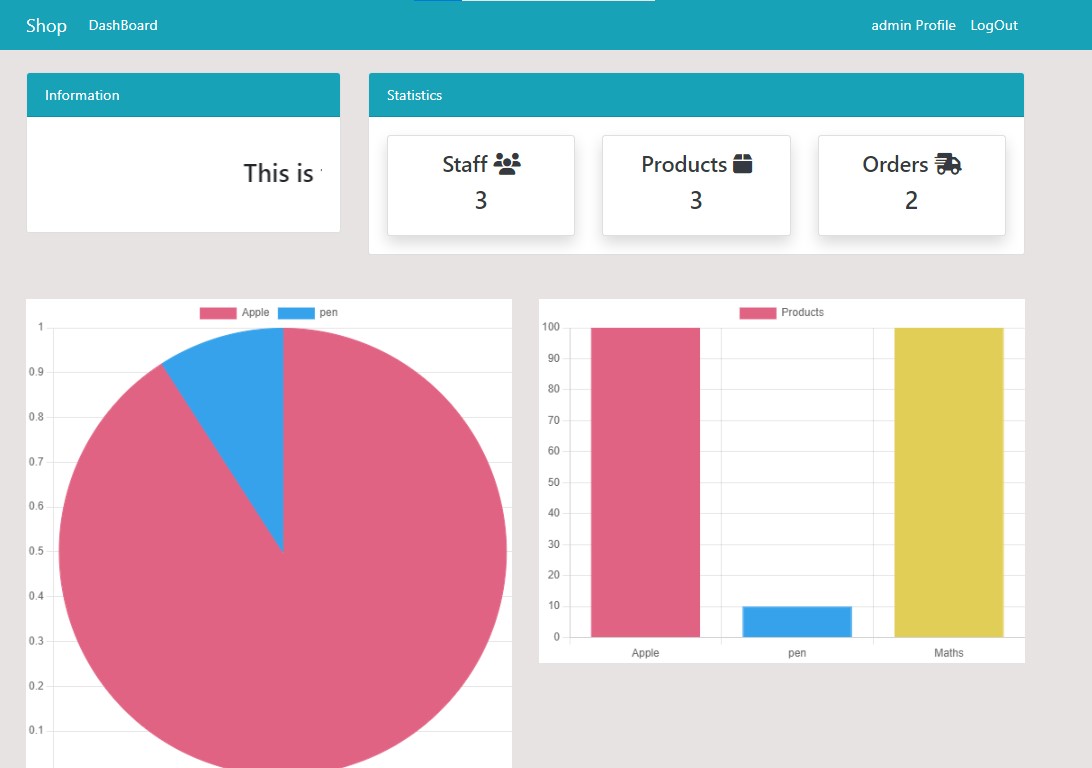 Shop DashBoard admin Profile LogOut
Information
This is
Statistics
Staff
3
Products
3
Orders
2
Apple pen
1
0.9
0.8
0.7
0.6
0.5
0.4
0.3
0.2
0.1
Products
100
90
80
70
60
50
40
30
20
10
0
Apple pen Maths